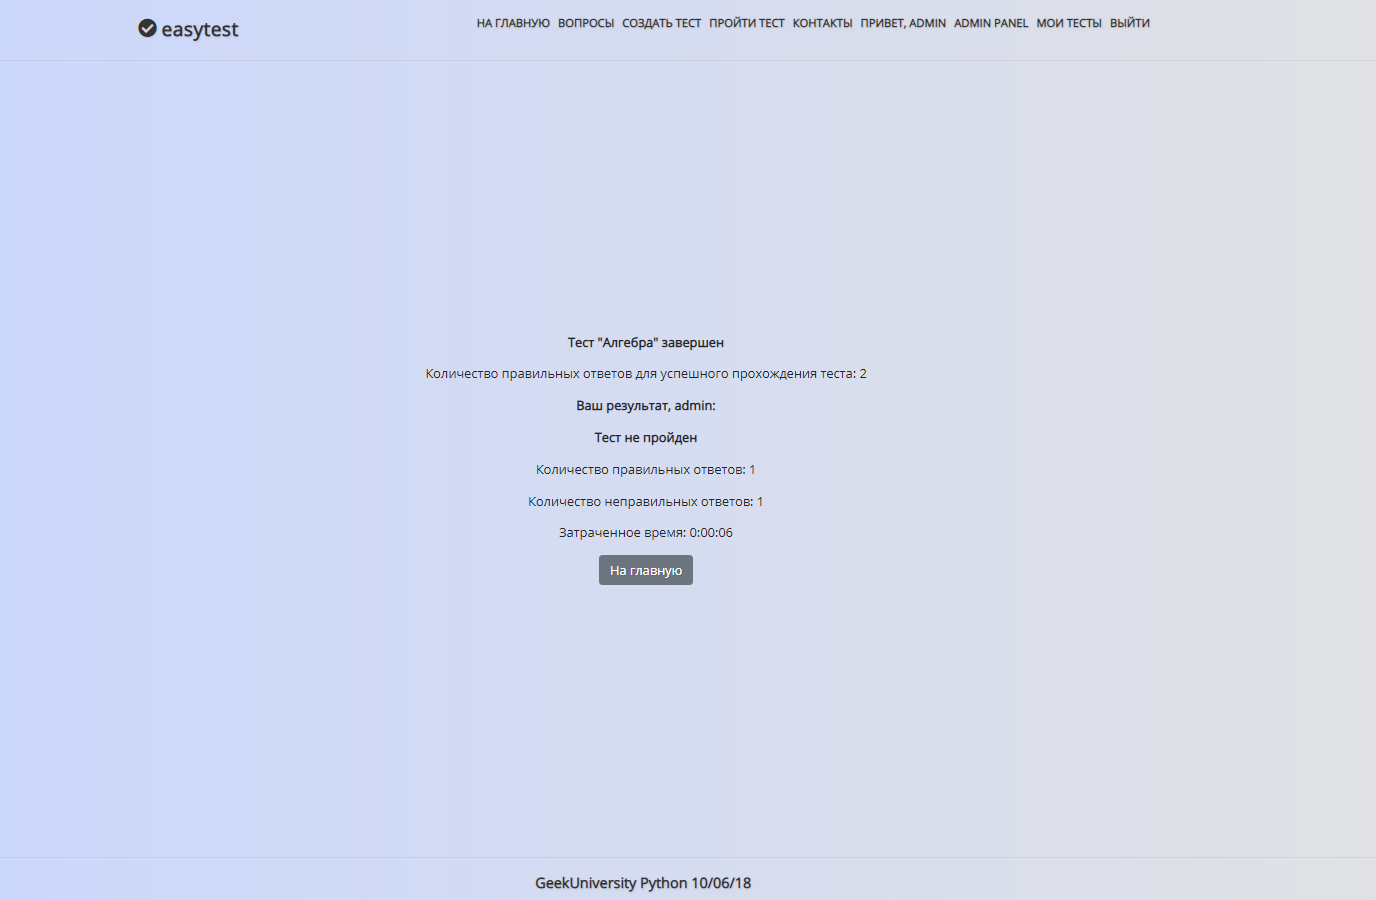 easytest
НА ГЛАВНУЮ ВОПРОСЫ СОЗДАТЬ ТЕСТ ПРОЙТИ ТЕСТ КОНТАКТЫ ПРИВЕТ, ADMIN ADMIN PANEL МОИ ТЕСТЫ ВЫЙТИ
Тест "Алгебра" завершен
Количество правильных ответов для успешного прохождения теста: 2
Ваш результат, admin:
Тест не пройден
Количество правильных ответов: 1
Количество неправильных ответов: 1
Затраченное время: 0:00:06
На главную
GeekUniversity Python 10/06/18